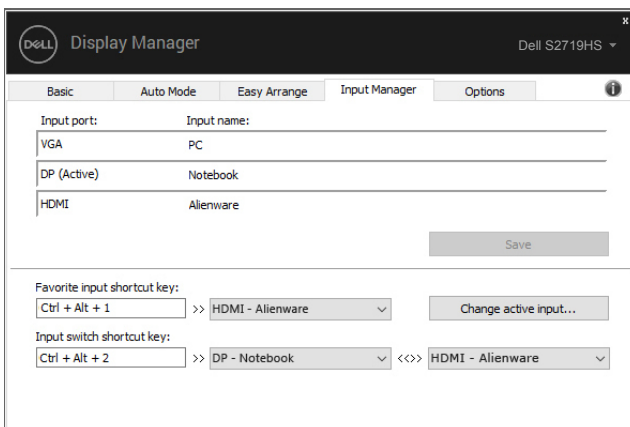 x
DELL Display Manager Dell S2719HS
Basic Auto Mode Easy Arrange Input Manager Options i
Input port: Input name:
VGA PC
DP (Active) Notebook
HDMI Alienware
Save
Favorite input shortcut key:
Ctrl + Alt + 1 >> HDMI - Alienware Change active input...
Input switch shortcut key:
Ctrl + Alt + 2 >> DP - Notebook <<>> HDMI - Alienware